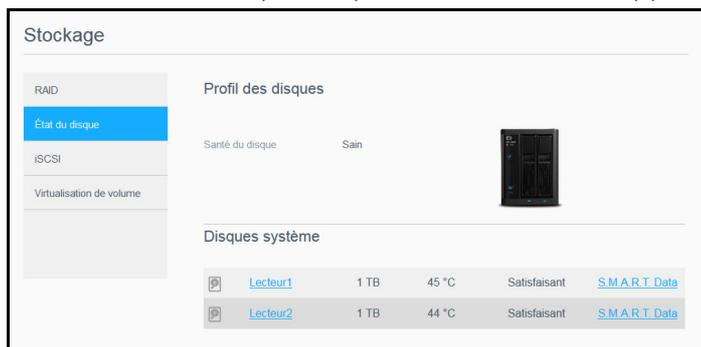 Stockage
RAID
État du disque
iSCSI
Virtualisation de volume
Profil des disques
Santé du disque Sain
Disques système
Lecteur1 1 TB 45 °C Satisfaisant S.M.A.R.T. Data
Lecteur2 1 TB 44 °C Satisfaisant S.M.A.R.T. Data